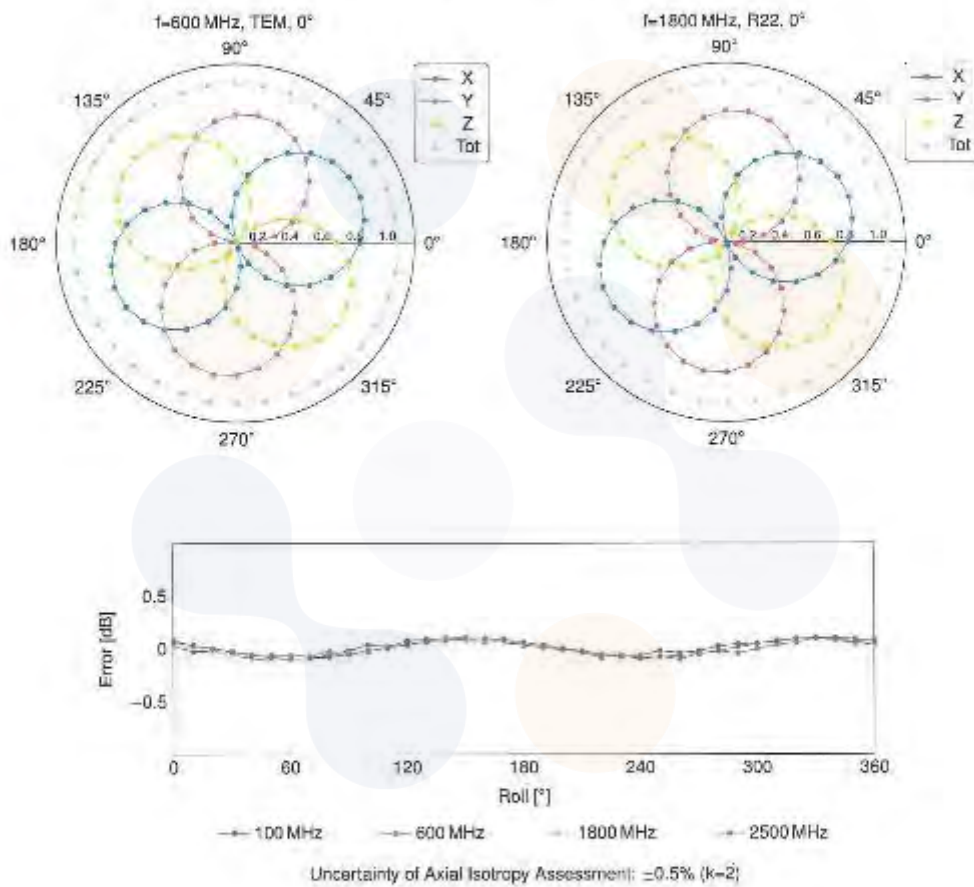 f=600 MHz, TEM, 0°
90°
135°
45°
X
Y
Z
Tot
180°
0.2 0.4 0.6 0.8 1.0
0°
225°
315°
270°
f=1800 MHz, R22, 0°
90°
135°
45°
X
Y
Z
Tot
180°
0.2 0.4 0.6 0.8 1.0
0°
225°
315°
270°
Error [dB]
0.5
0
-0.5
0 60 120 180 240 300 360
Roll [°]
100 MHz 600 MHz 1800 MHz 2500 MHz
Uncertainty of Axial Isotropy Assessment: ±0.5% (k=2)